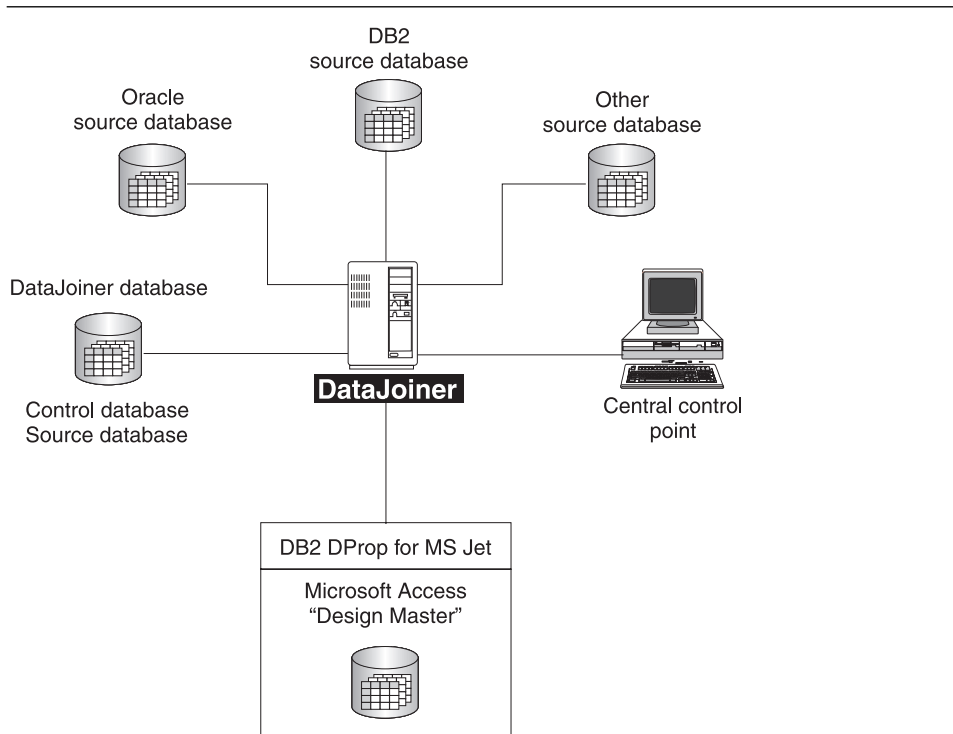 DB2
source database
Oracle
source database
Other
source database
DataJoiner database
DataJoiner
Control database
Source database
Central control
point
DB2 DProp for MS Jet
Microsoft Access
“Design Master”